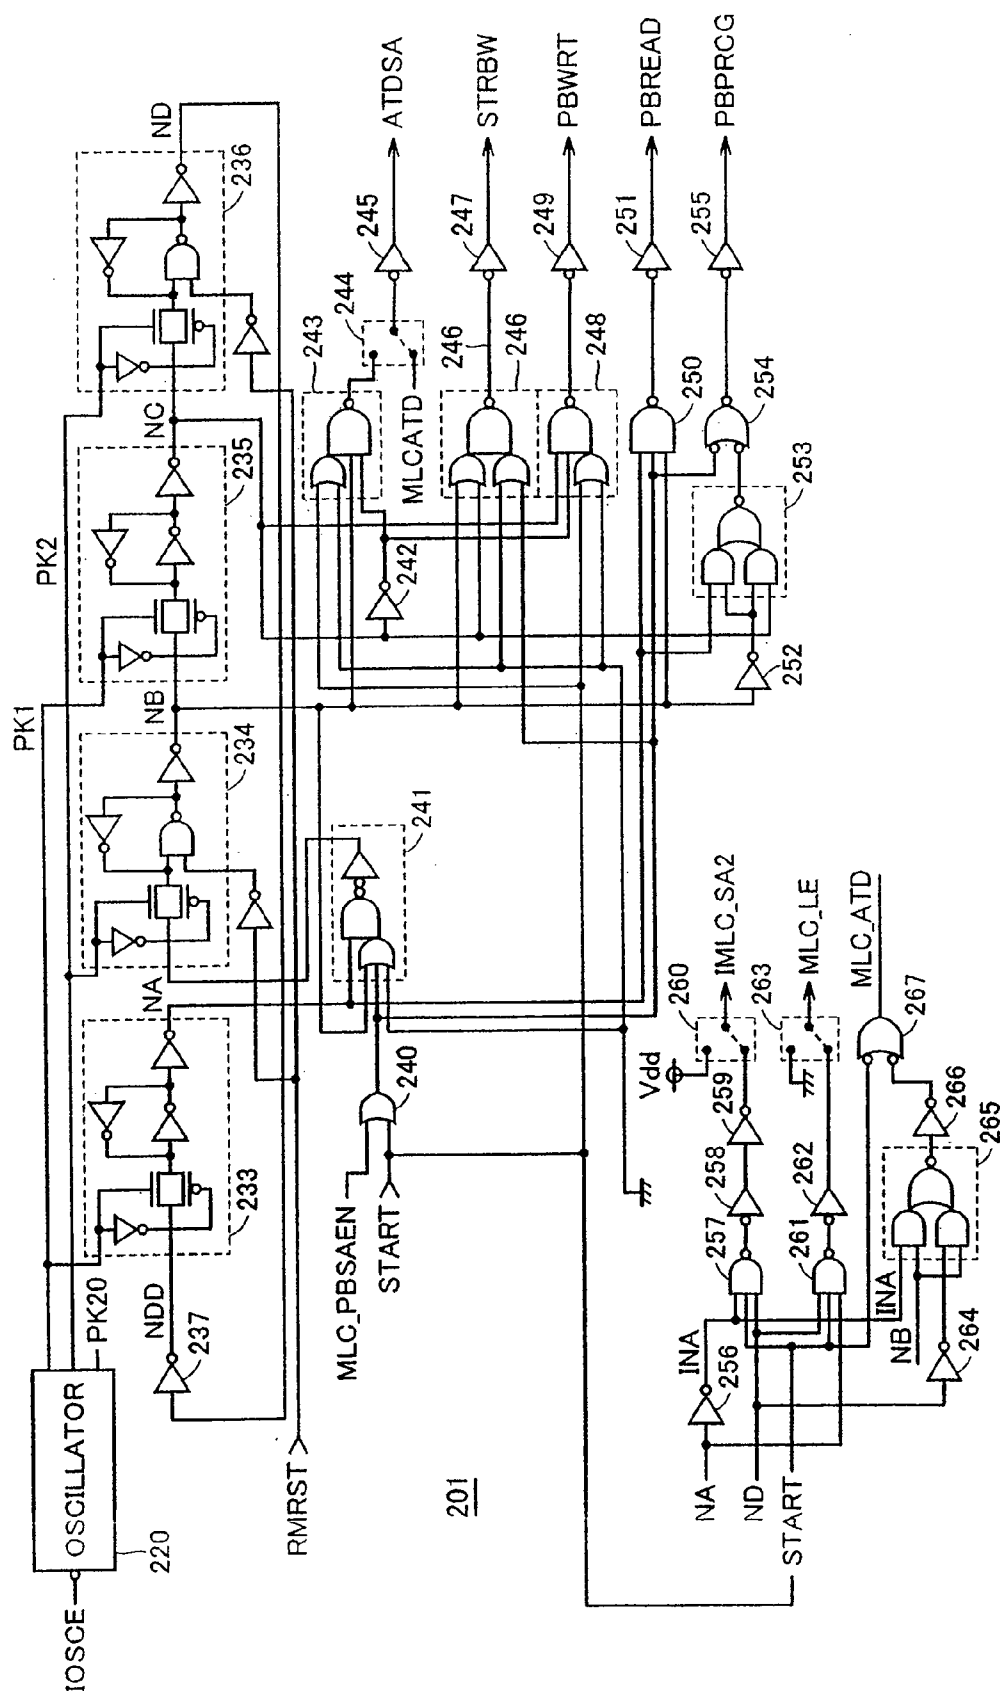 IOSCE
OSCILLATOR
220
PK1
PK2
PK20
NDD
237
233
NA
234
NB
235
NC
236
ND
RMRST
MLC_PBSAEN
START
240
241
242
243
244
MLCATD
245
ATDSA
246
246
247
STRBW
248
249
PBWRT
250
251
PBREAD
252
253
254
255
PBPRCG
201
NA
ND
START
INA
256
257
258
259
Vdd
260
IMLC_SA2
261
262
263
MLC_LE
INA
NB
264
265
266
267
MLC_ATD